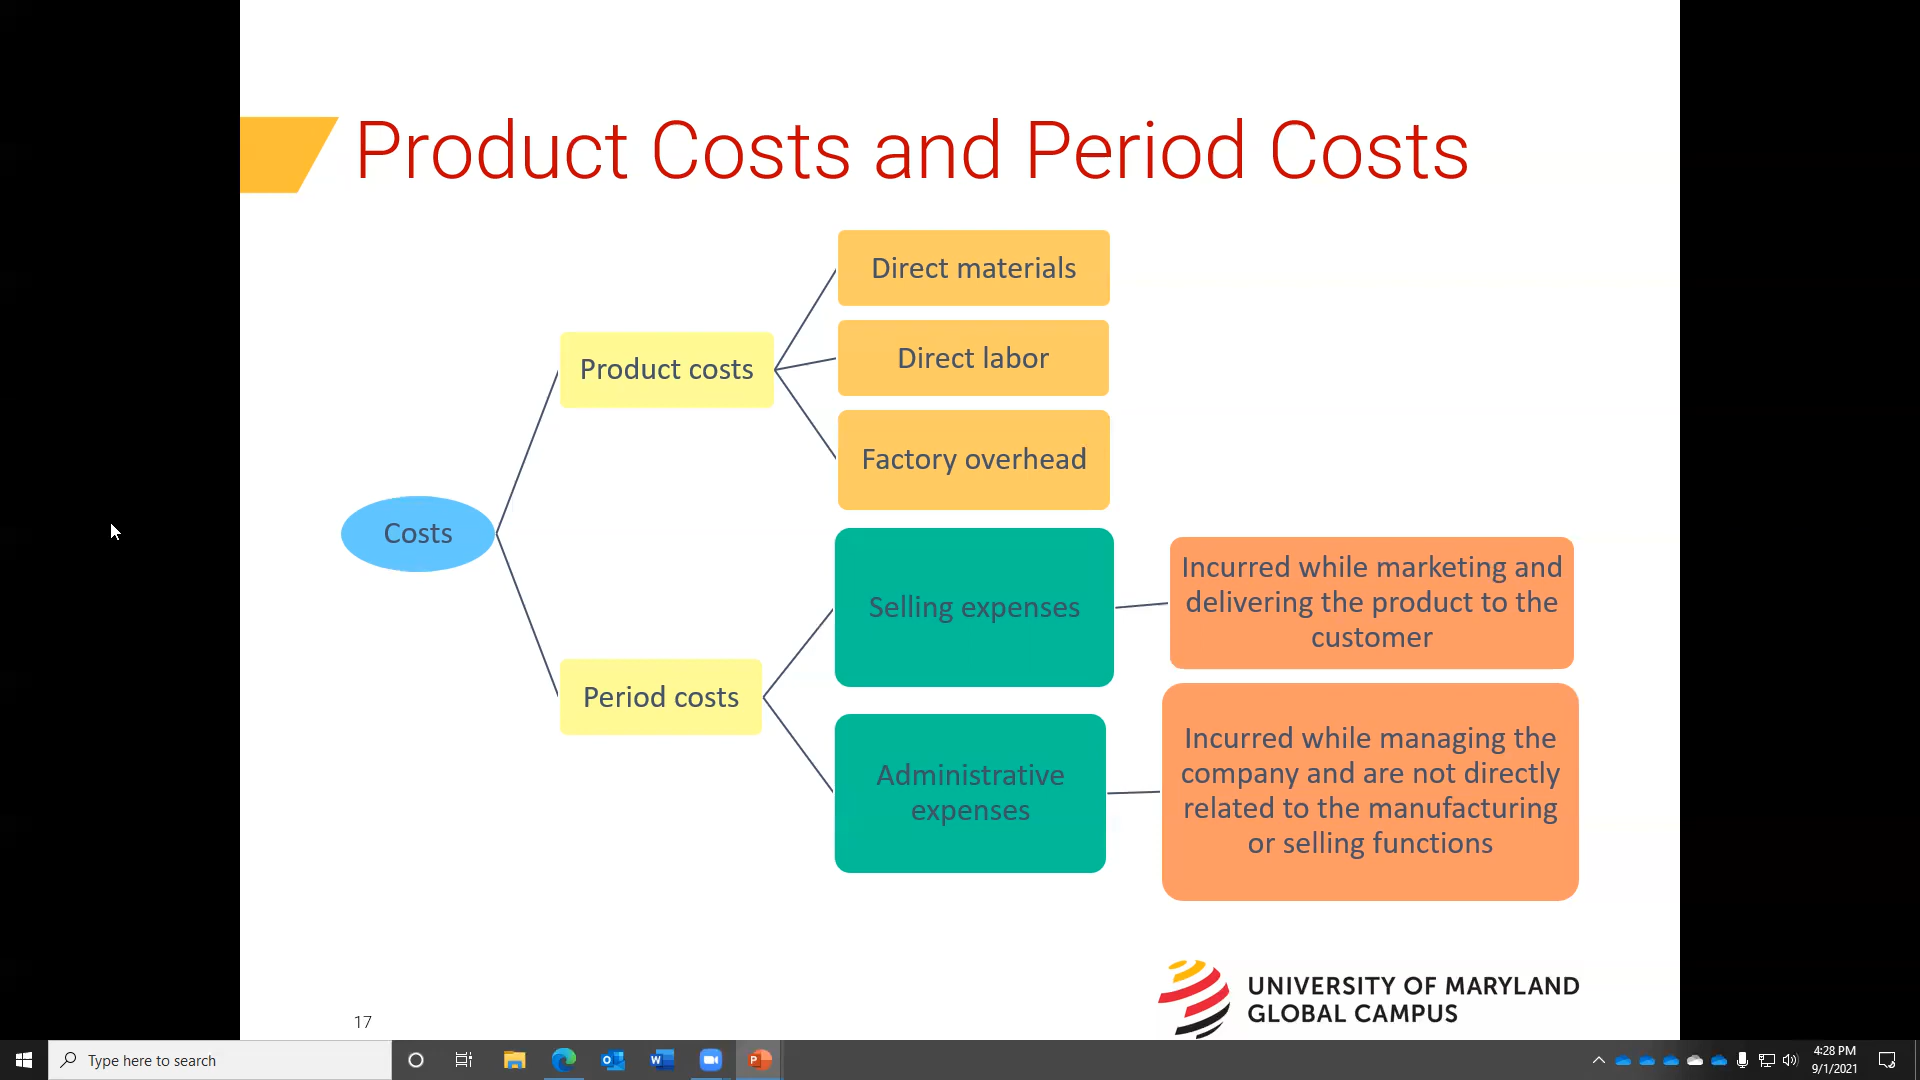 Product Costs and Period Costs
Direct materials
Direct labor
Product costs
Factory overhead
Costs
Selling expenses
Incurred while marketing and
delivering the product to the
customer
Period costs
Administrative
expenses
Incurred while managing the
company and are not directly
related to the manufacturing
or selling functions
UNIVERSITY OF MARYLAND
GLOBAL CAMPUS
17
Type here to search
4:28 PM
9/1/2021